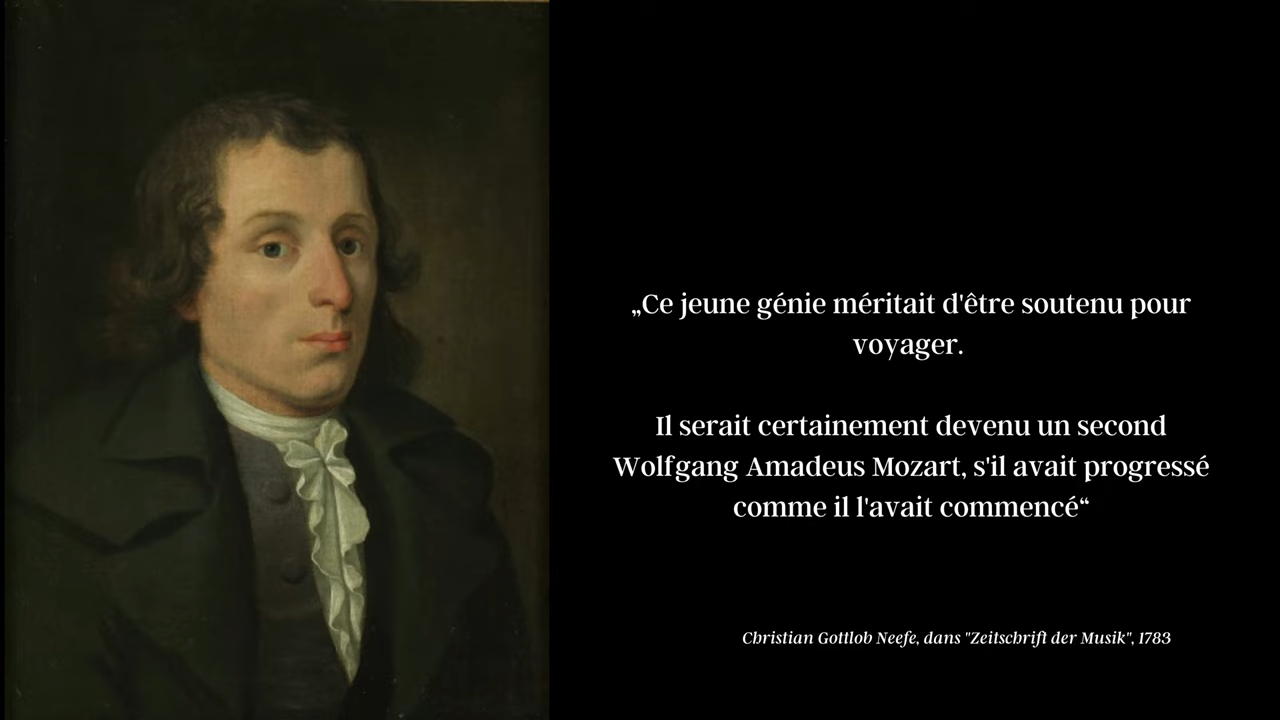 „Ce jeune génie méritait d'être soutenu pour
voyager.
Il serait certainement devenu un second
Wolfgang Amadeus Mozart, s'il avait progressé
comme il l'avait commencé“
Christian Gottlob Neefe, dans "Zeitschrift der Musik", 1783